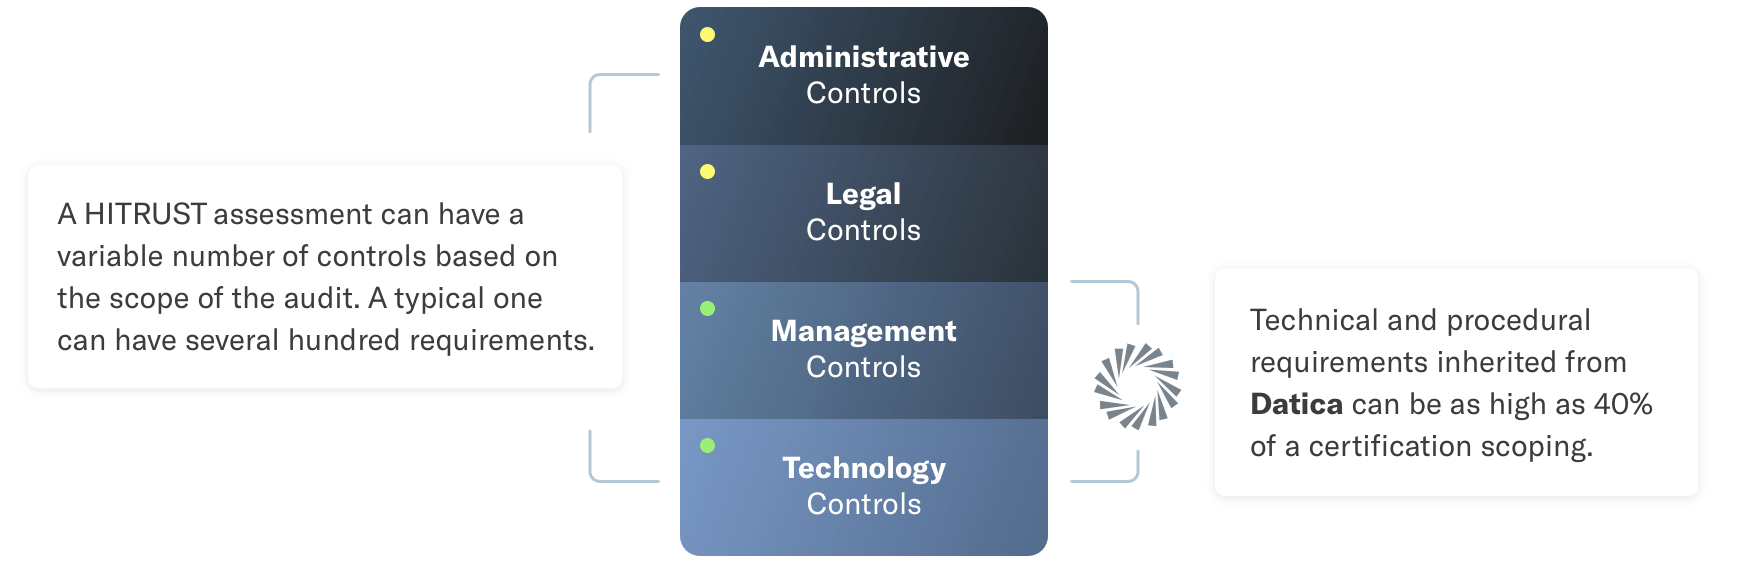 Administrative
Controls
Legal
Controls
Management
Controls
Technology
Controls
A HITRUST assessment can have a
variable number of controls based on
the scope of the audit. A typical one
can have several hundred requirements.
Technical and procedural
requirements inherited from
Datica can be as high as 40%
of a certification scoping.